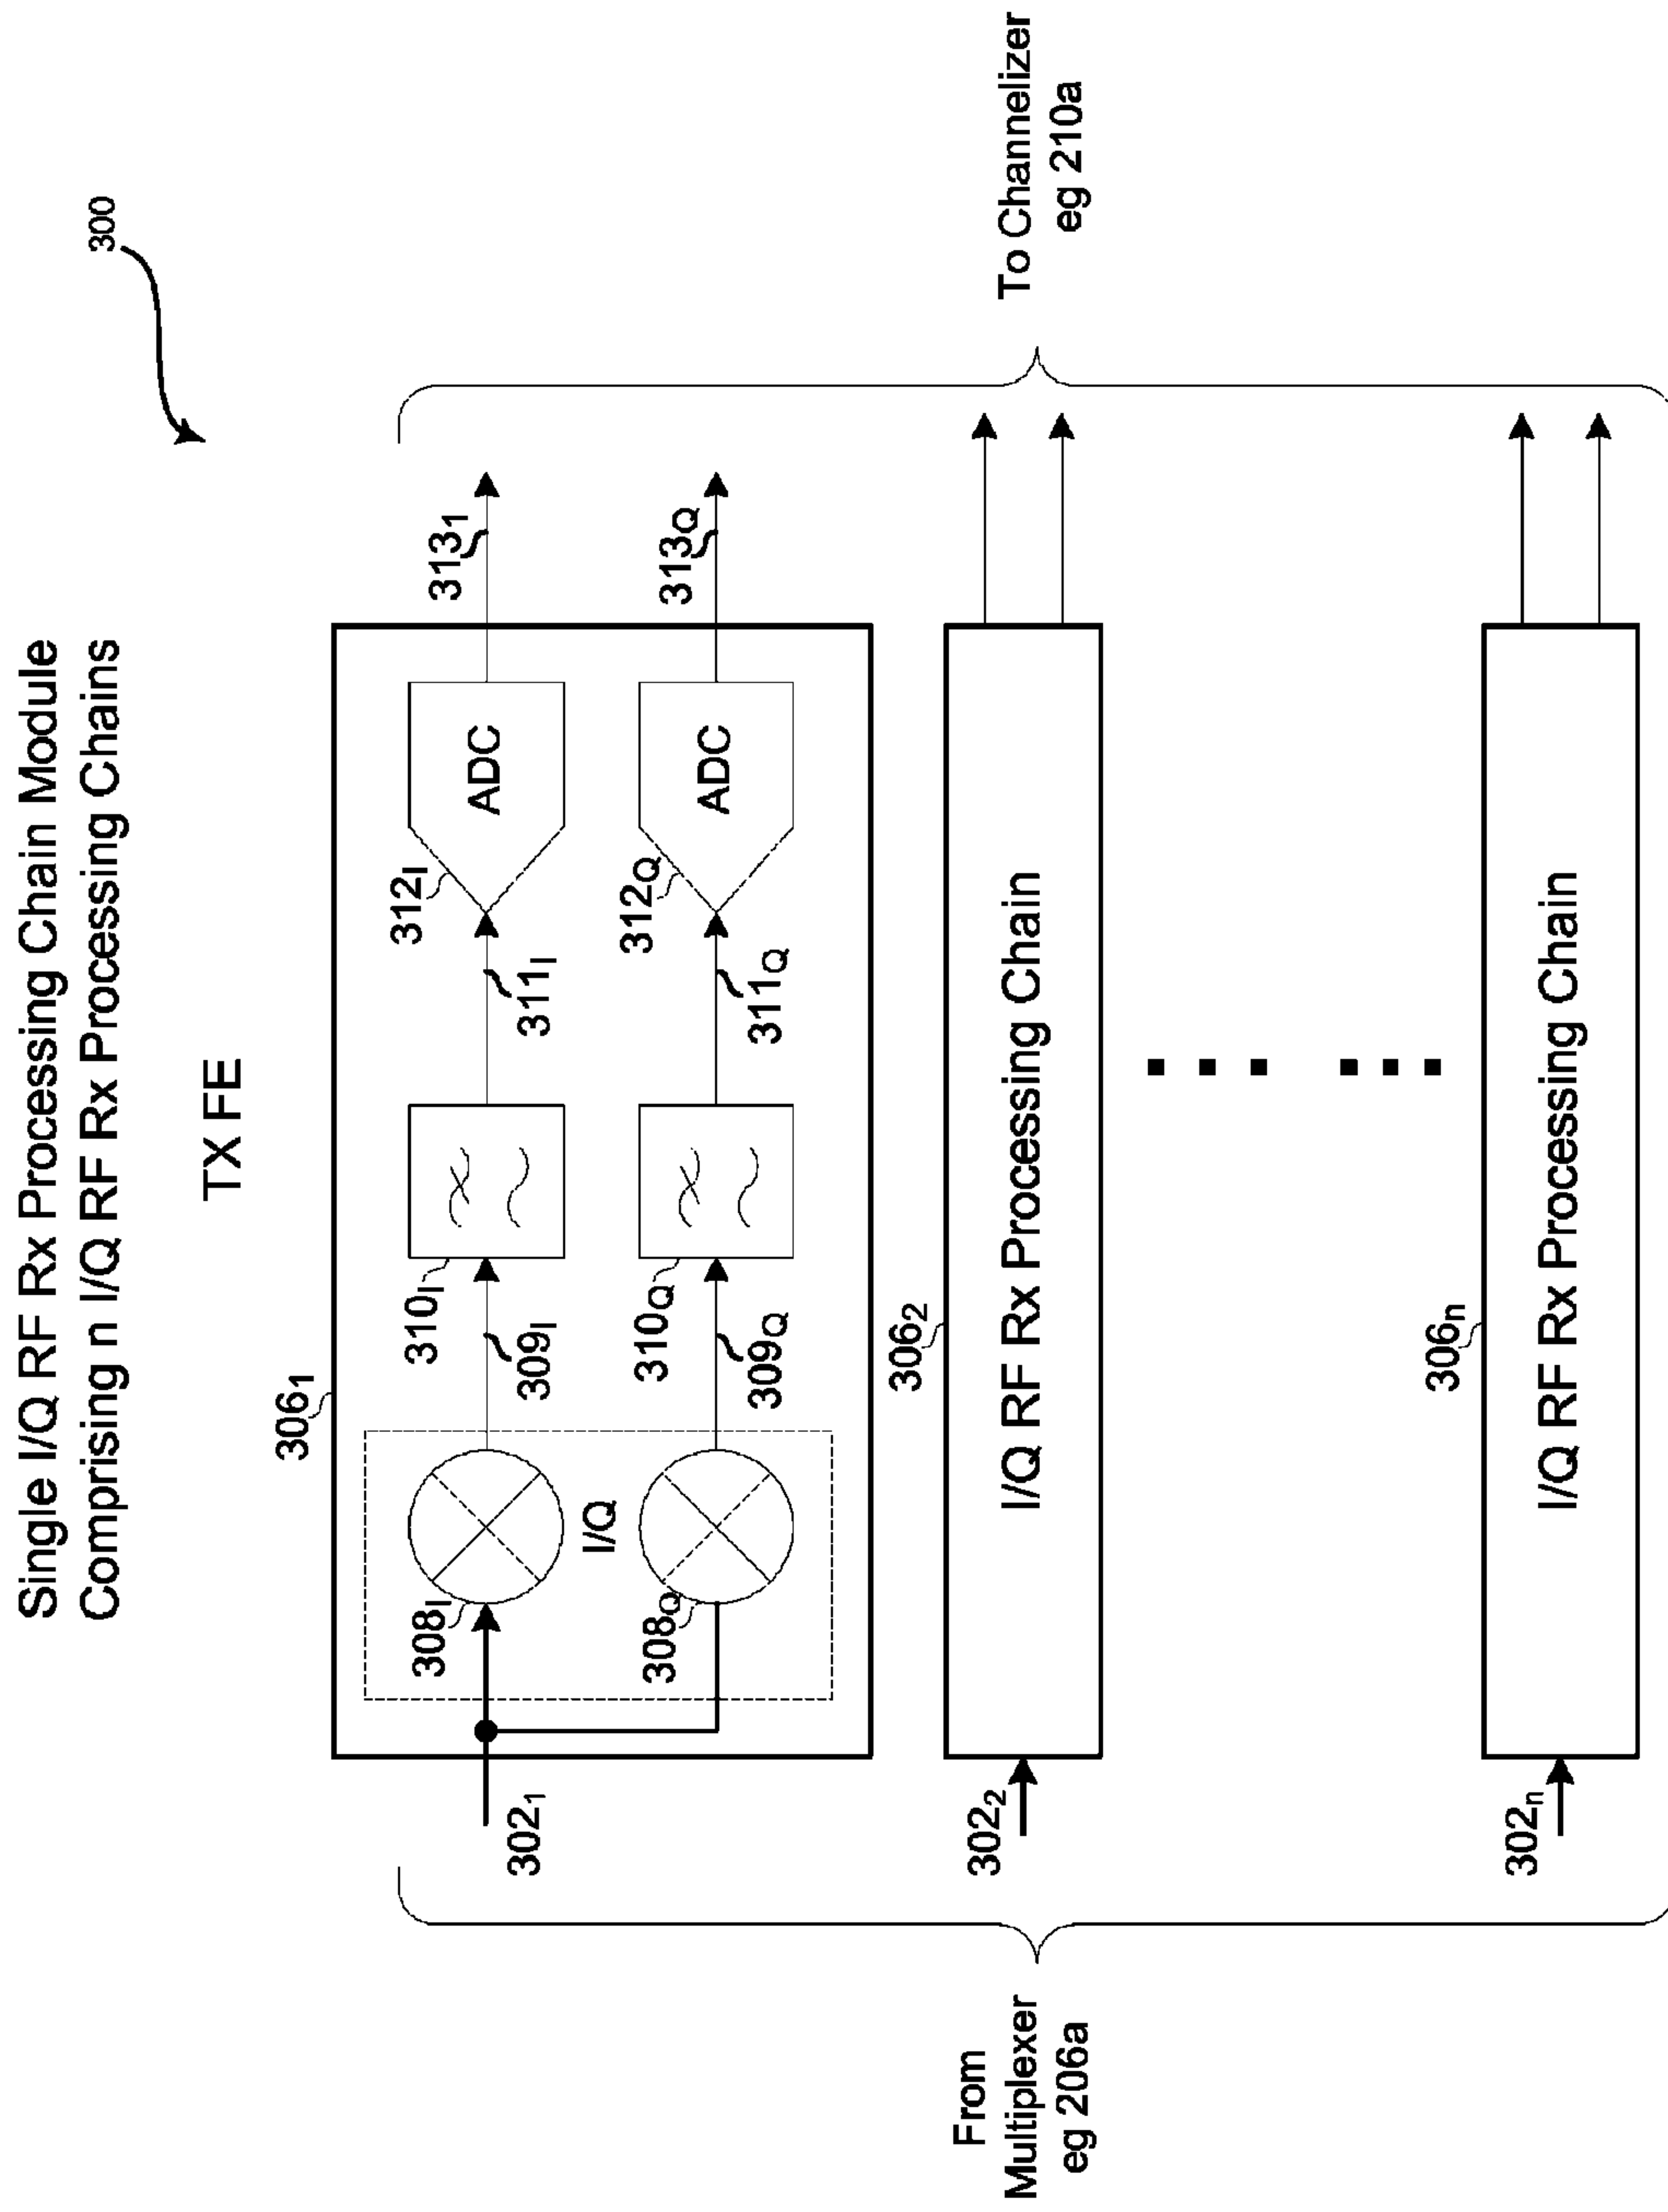 Single I/Q RF Rx Processing Chain Module
Comprising n I/Q RF Rx Processing Chains
300
TX FE
306₁
302₁
308I
308Q
I/Q
309I
309Q
310I
310Q
311I
311Q
312I
312Q
ADC
ADC
313₁
313Q
306₂
302₂
I/Q RF Rx Processing Chain
306ₙ
302ₙ
I/Q RF Rx Processing Chain
From
Multiplexer
eg 206a
To Channelizer
eg 210a